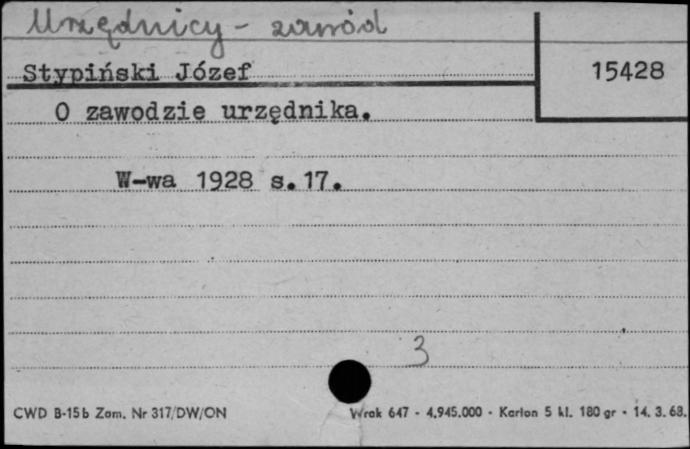 Urzędnicy - zawód
Stypiński Józef
15428
O zawodzie urzędnika.
W-wa 1928 s.17.
3
CWD B-15b Zam. Nr 317/DW/ON
Wrak 647 - 4,945.000 - Karton 5 kl. 180 gr - 14. 3. 68.